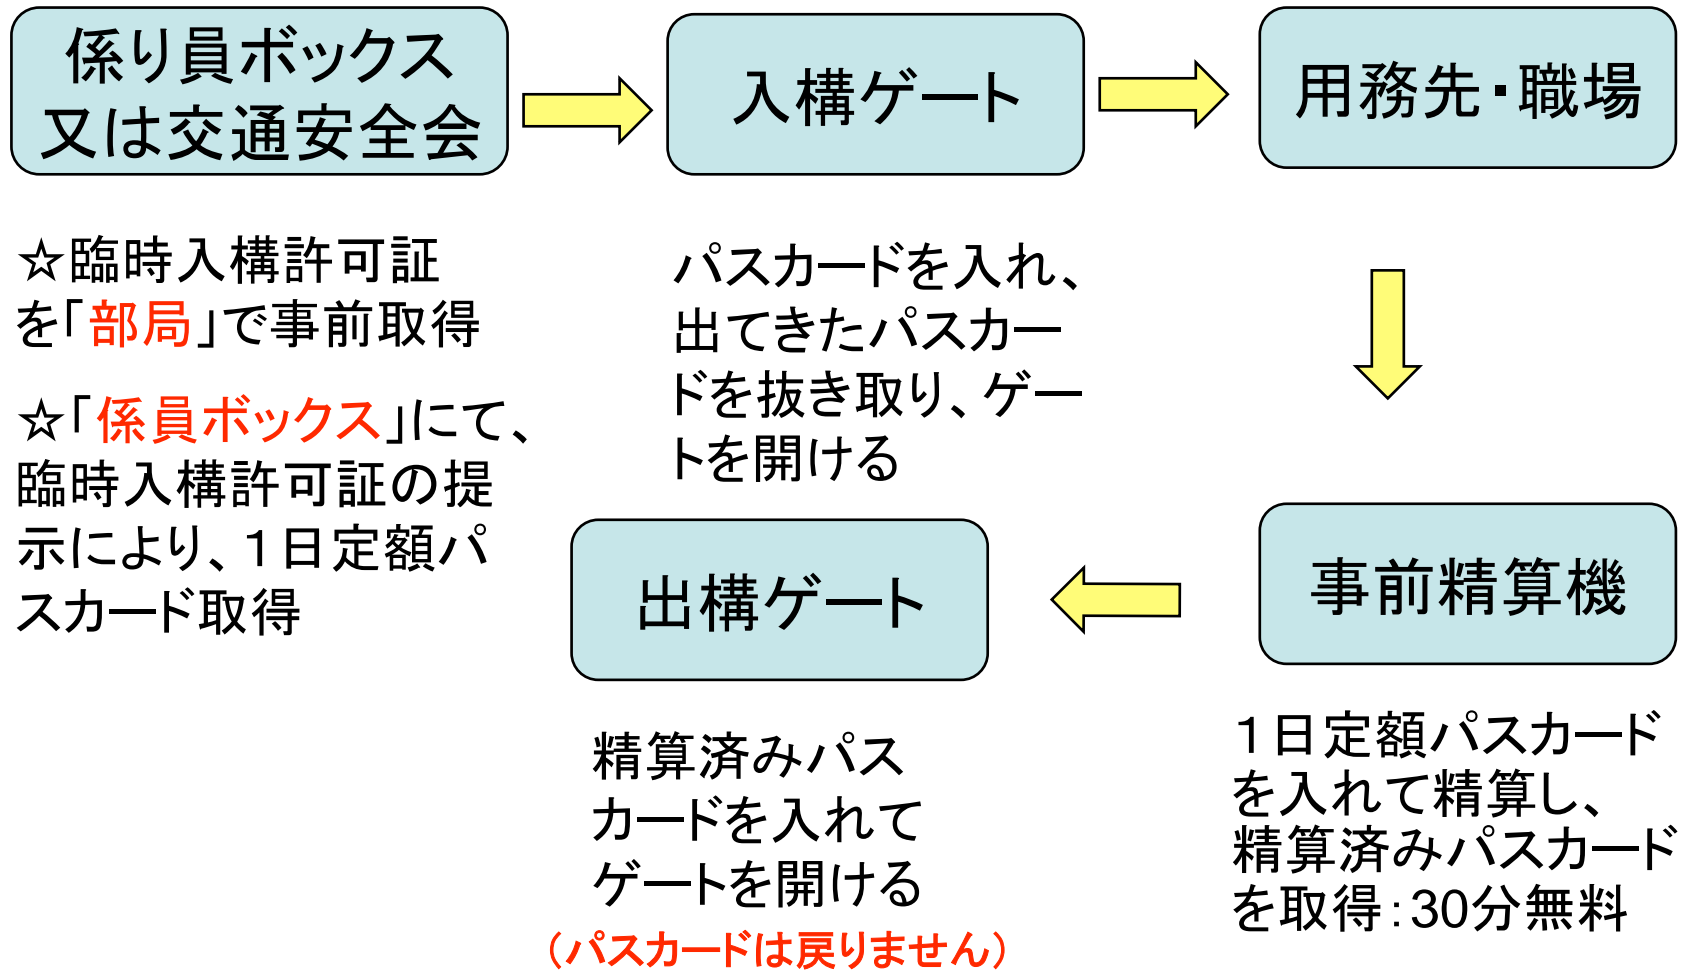 係り員ボックス
又は交通安全会
入構ゲート
用務先・職場
☆臨時入構許可証
を「部局」で事前取得
☆「係員ボックス」にて、
臨時入構許可証の提
示により、１日定額パ
スカード取得
パスカードを入れ、
出てきたパスカー
ドを抜き取り、ゲー
トを開ける
事前精算機
１日定額パスカード
を入れて精算し、
精算済みパスカード
を取得：30分無料
出構ゲート
精算済みパス
カードを入れて
ゲートを開ける
（パスカードは戻りません）